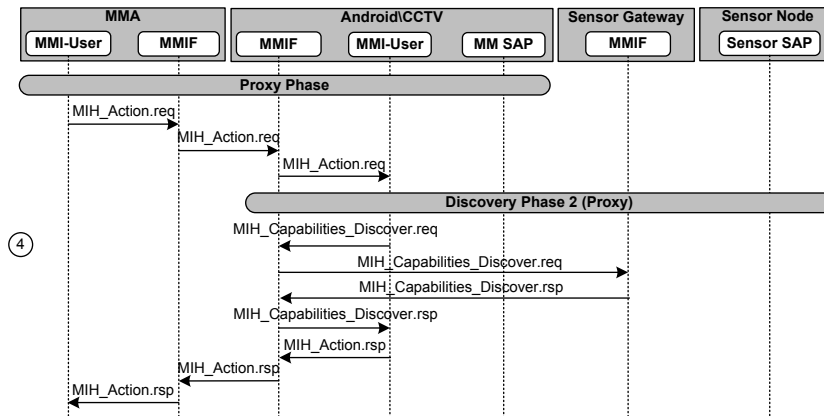 MMA
Android\CCTV
Sensor Gateway
Sensor Node
MMI-User
MMIF
MMIF
MMI-User
MM SAP
MMIF
Sensor SAP
Proxy Phase
MIH_Action.req
MIH_Action.req
MIH_Action.req
Discovery Phase 2 (Proxy)
4
MIH_Capabilities_Discover.req
MIH_Capabilities_Discover.req
MIH_Capabilities_Discover.rsp
MIH_Capabilities_Discover.rsp
MIH_Action.rsp
MIH_Action.rsp
MIH_Action.rsp